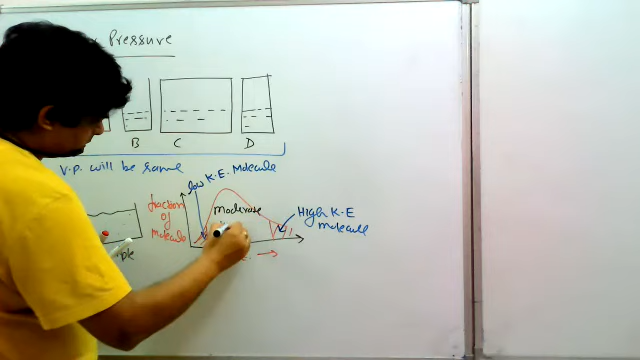 Pressure
B C D
V.P. will be same
low K.E. Molecule
fraction
of
molecule
moderate
High K.E
molecule